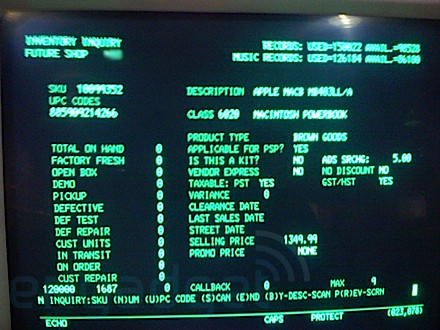 INVENTORY INQUIRY
FUTURE SHOP
RECORDS: USED=150022 AVAIL.=98528
MUSIC RECORDS: USED=126184 AVAIL.=86100
SKU 10099352
UPC CODES
885909214266
DESCRIPTION APPLE MACB MB403LL/A
CLASS 6020 MACINTOSH POWERBOOK
PRODUCT TYPE BROWN GOODS
TOTAL ON HAND 0 APPLICABLE FOR PSP? YES
FACTORY FRESH 0 IS THIS A KIT? NO ADS SRCHG: 5.00
OPEN BOX 0 VENDOR EXPRESS NO NO DISCOUNT NO
DEMO 0 TAXABLE: PST YES GST/HST YES
PICKUP 0 VARIANCE 0
DEFECTIVE 0 CLEARANCE DATE
DEF TEST 0 LAST SALES DATE
DEF REPAIR 0 STREET DATE
CUST UNITS 0 SELLING PRICE 1349.99
IN TRANSIT 0 PROMO PRICE NONE
ON ORDER 0
CUST REPAIR 0
120000 1687 0 CALLBACK 0 MAX 9
N INQUIRY:SKU (N)UM (U)PC CODE (S)CAN (E)ND (B)Y-DESC-SCAN P(R)EV-SCRN
ECHO CAPS PROTECT (023,078)
engadget